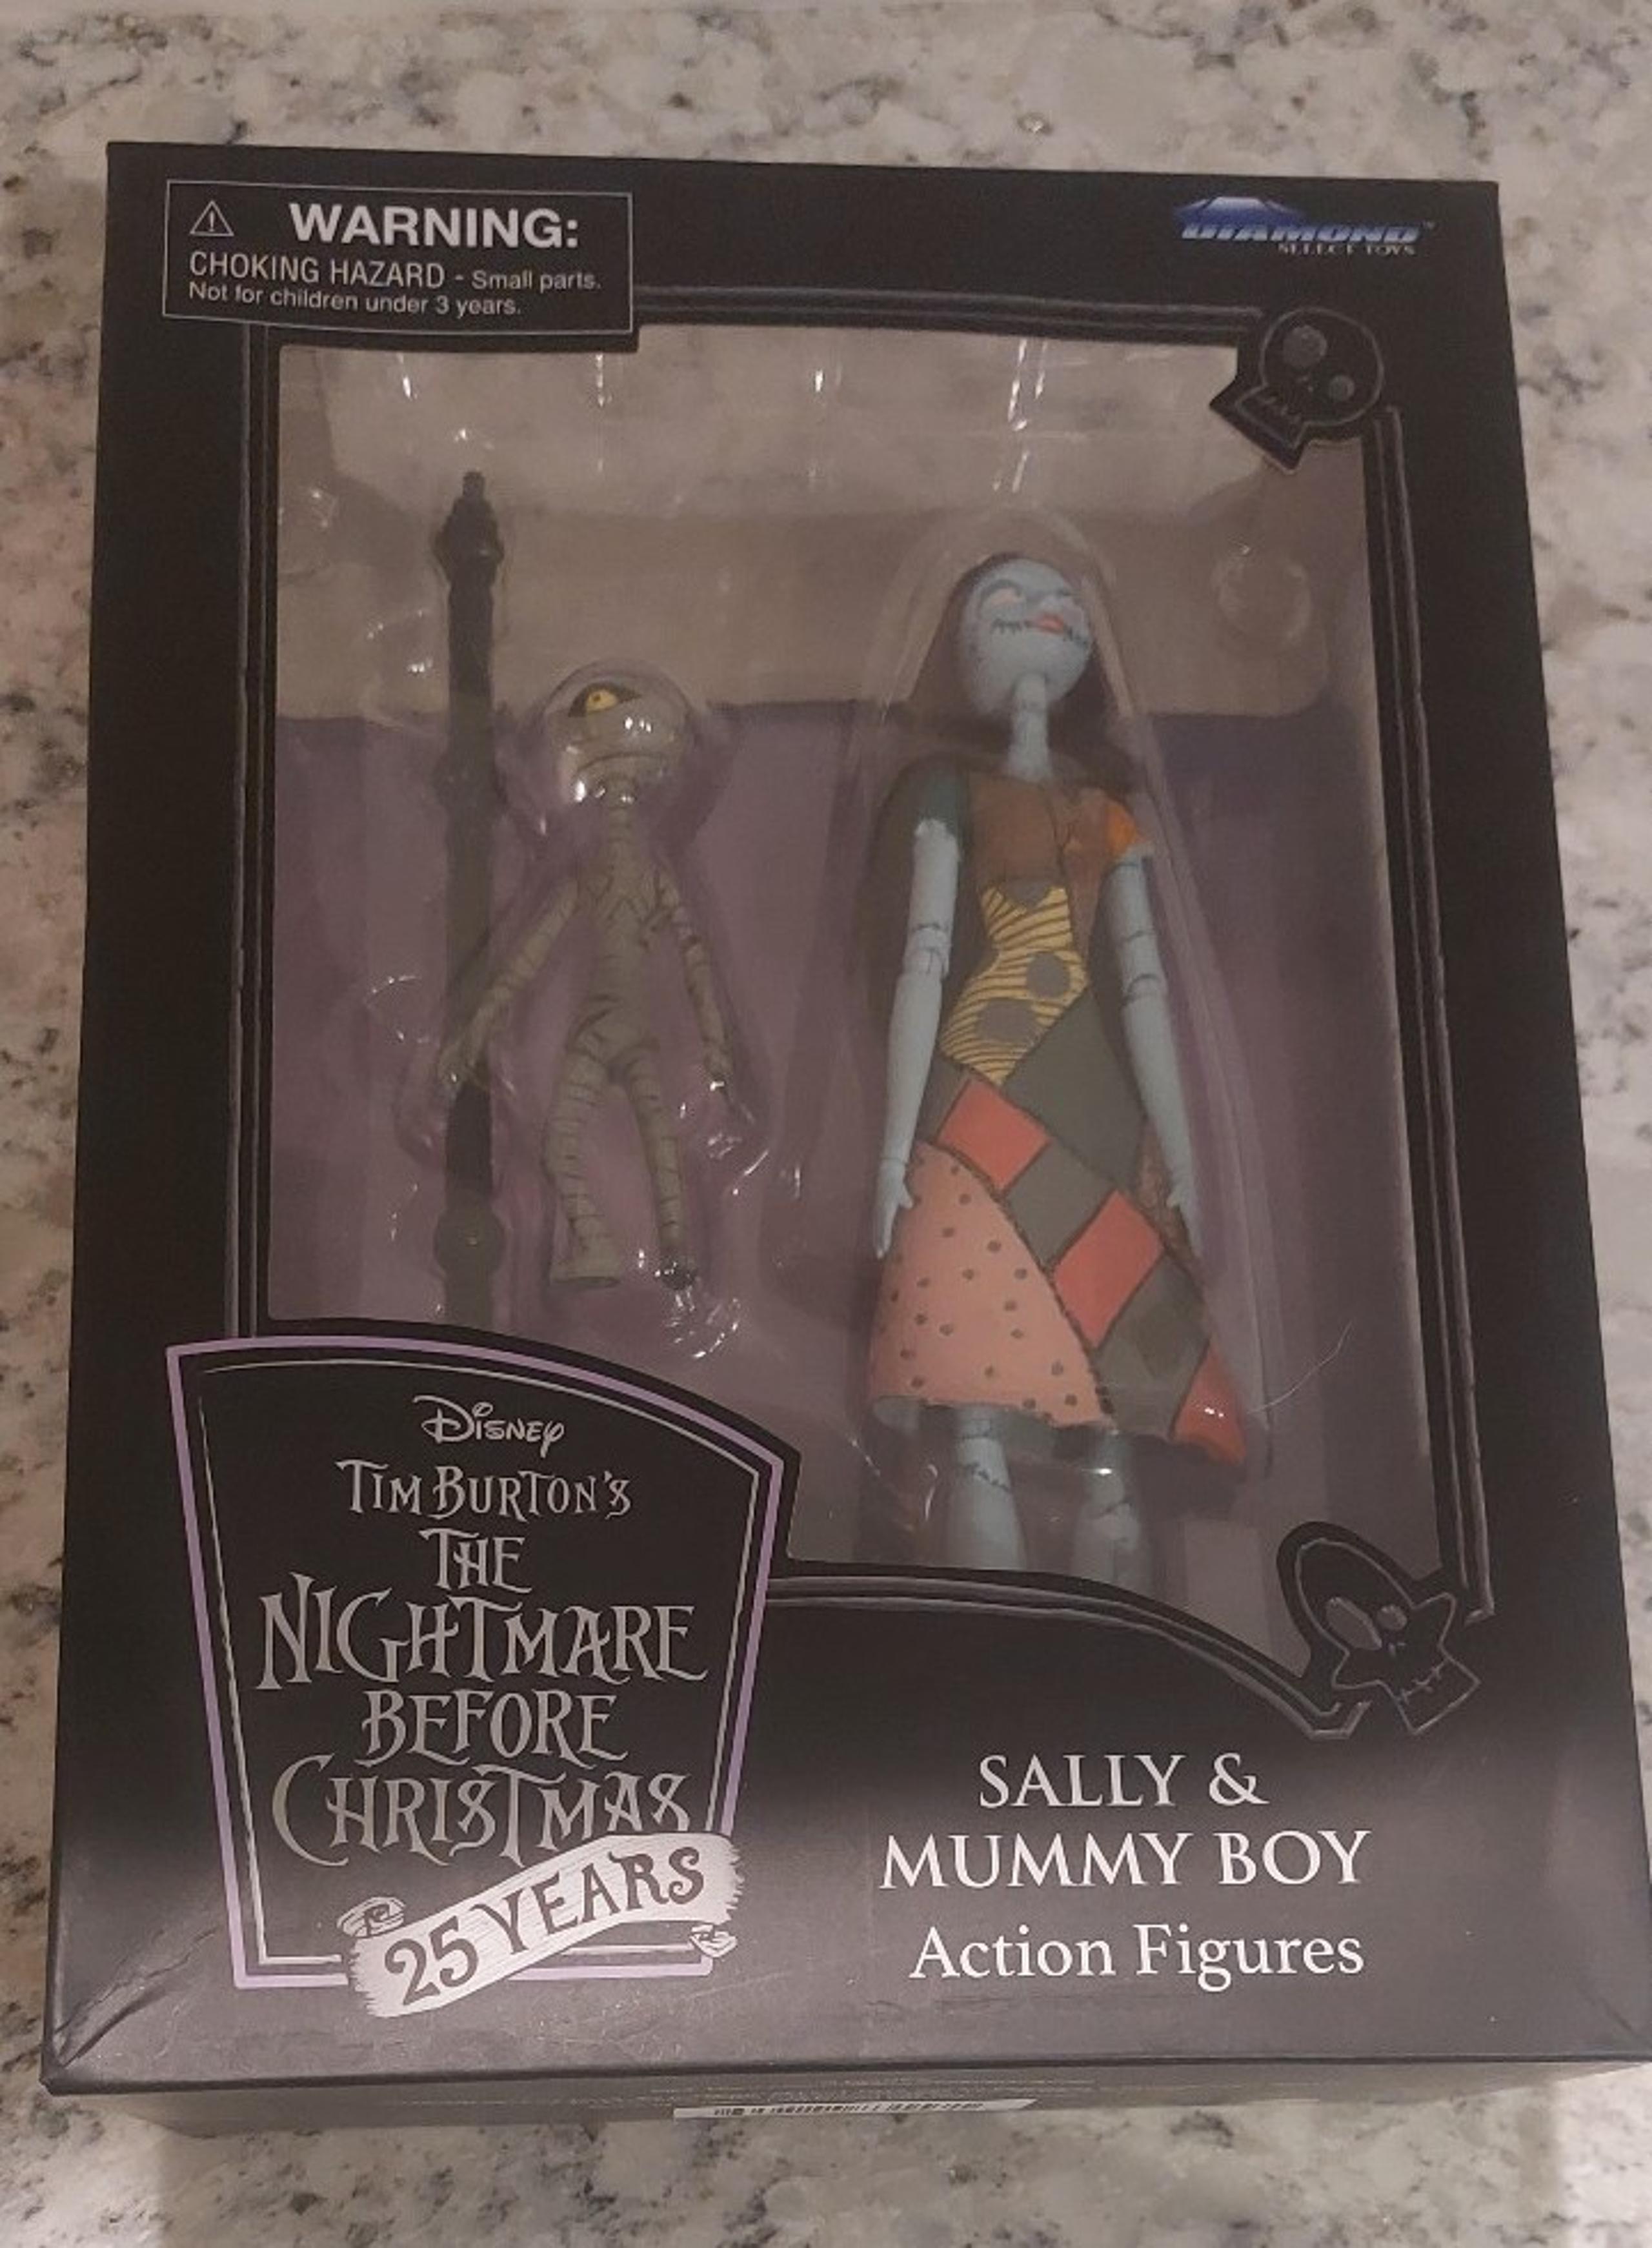 WARNING:
CHOKING HAZARD - Small parts.
Not for children under 3 years.
DIAMOND™
SELECT TOYS
Disney
TIM BURTON'S
THE
NIGHTMARE
BEFORE
CHRISTMAS
25 YEARS
SALLY &
MUMMY BOY
Action Figures